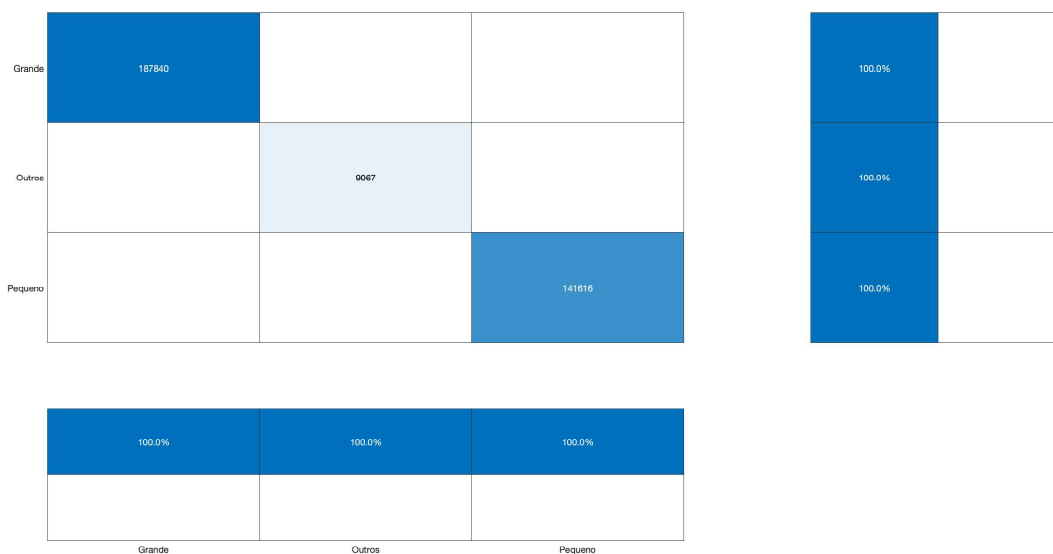 Grande 187840 100.0%
Outros 9067 100.0%
Pequeno 141616 100.0%
100.0% 100.0% 100.0%
Grande Outros Pequeno